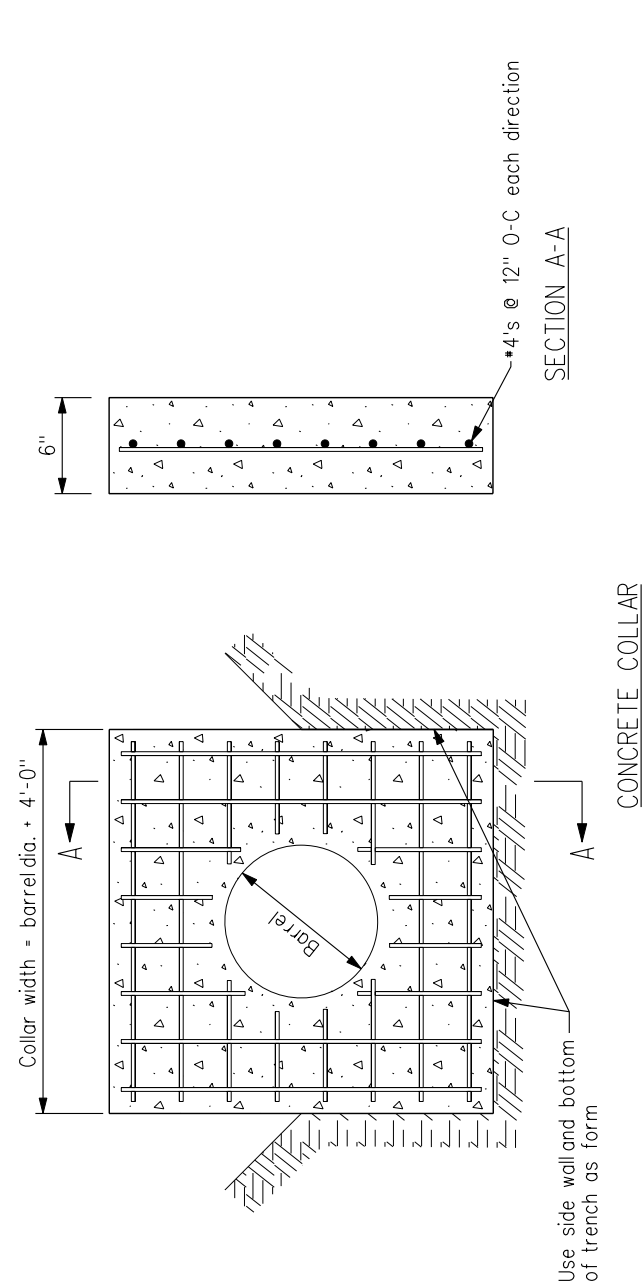 Collar width = barrel dia. + 4'-0"
A
A
Barrel
Use side wall and bottom
of trench as form
CONCRETE COLLAR
6"
#4's @ 12" O-C each direction
SECTION A-A